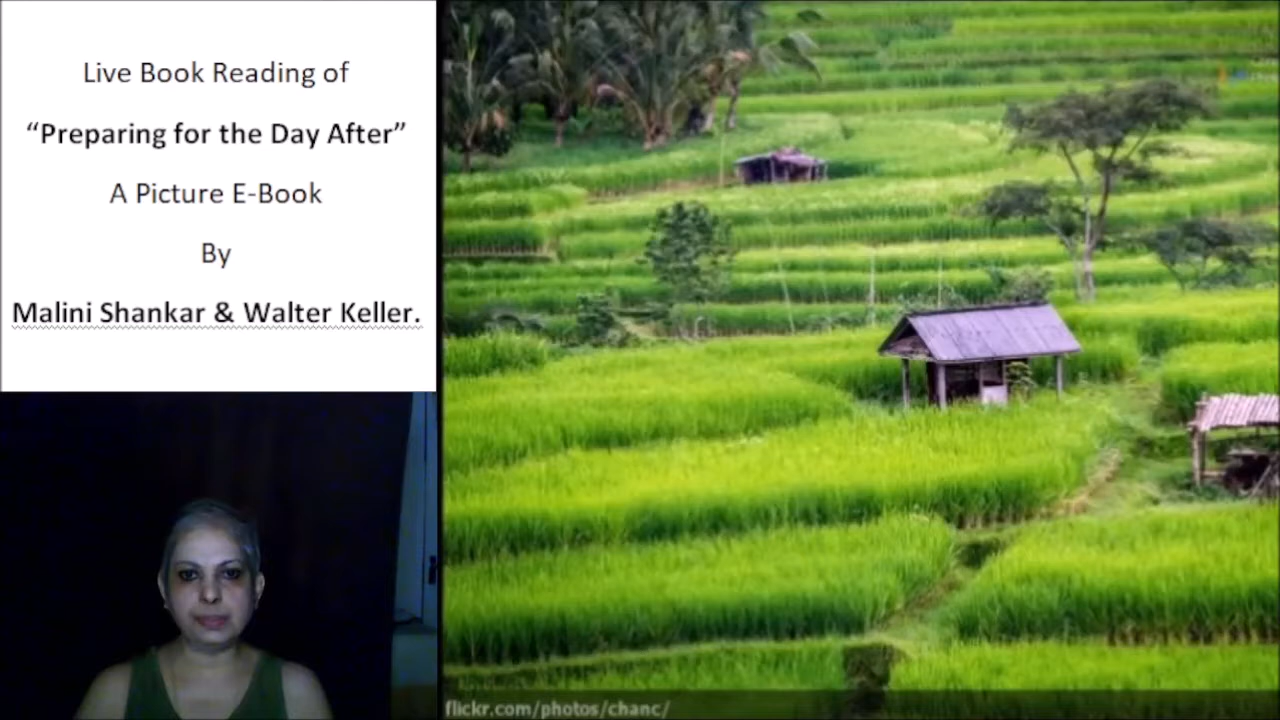 Live Book Reading of
“Preparing for the Day After”
A Picture E-Book
By
Malini Shankar & Walter Keller.
flickr.com/photos/chanc/